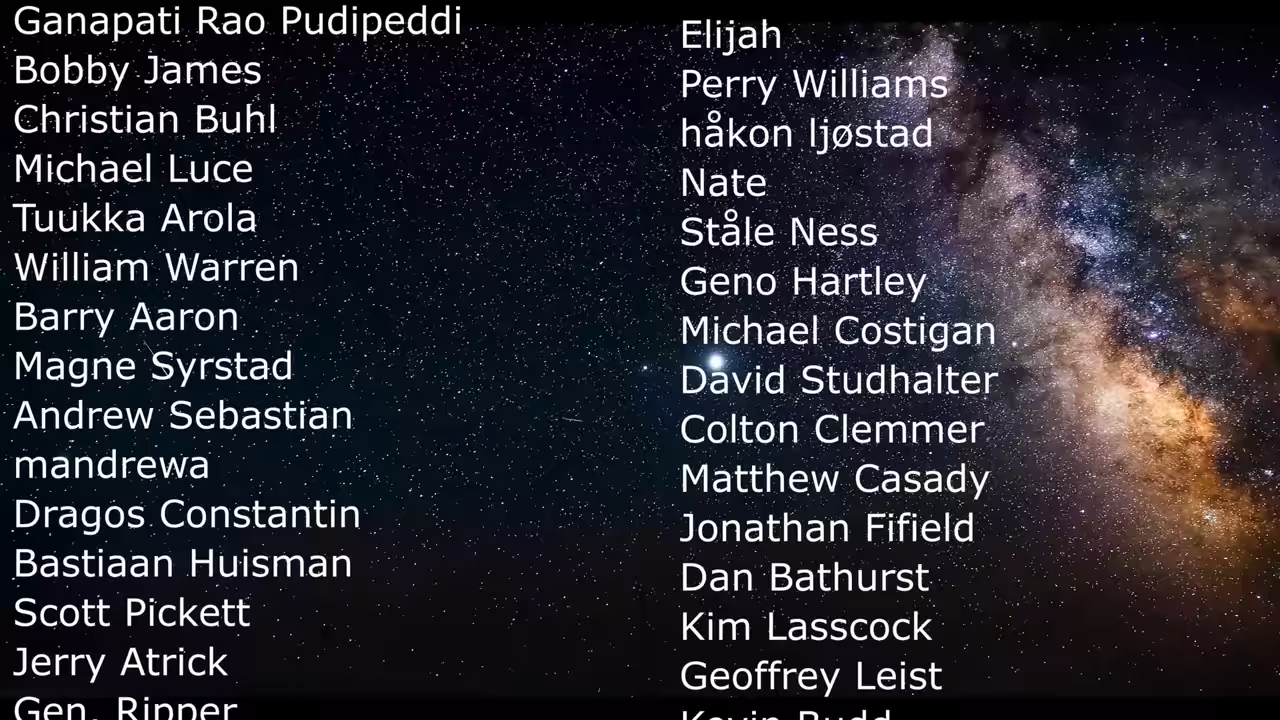 Ganapati Rao Pudipeddi
Bobby James
Christian Buhl
Michael Luce
Tuukka Arola
William Warren
Barry Aaron
Magne Syrstad
Andrew Sebastian
mandrewa
Dragos Constantin
Bastiaan Huisman
Scott Pickett
Jerry Atrick
Gen. Ripper
Elijah
Perry Williams
håkon ljøstad
Nate
Ståle Ness
Geno Hartley
Michael Costigan
David Studhalter
Colton Clemmer
Matthew Casady
Jonathan Fifield
Dan Bathurst
Kim Lasscock
Geoffrey Leist
Kevin Budd